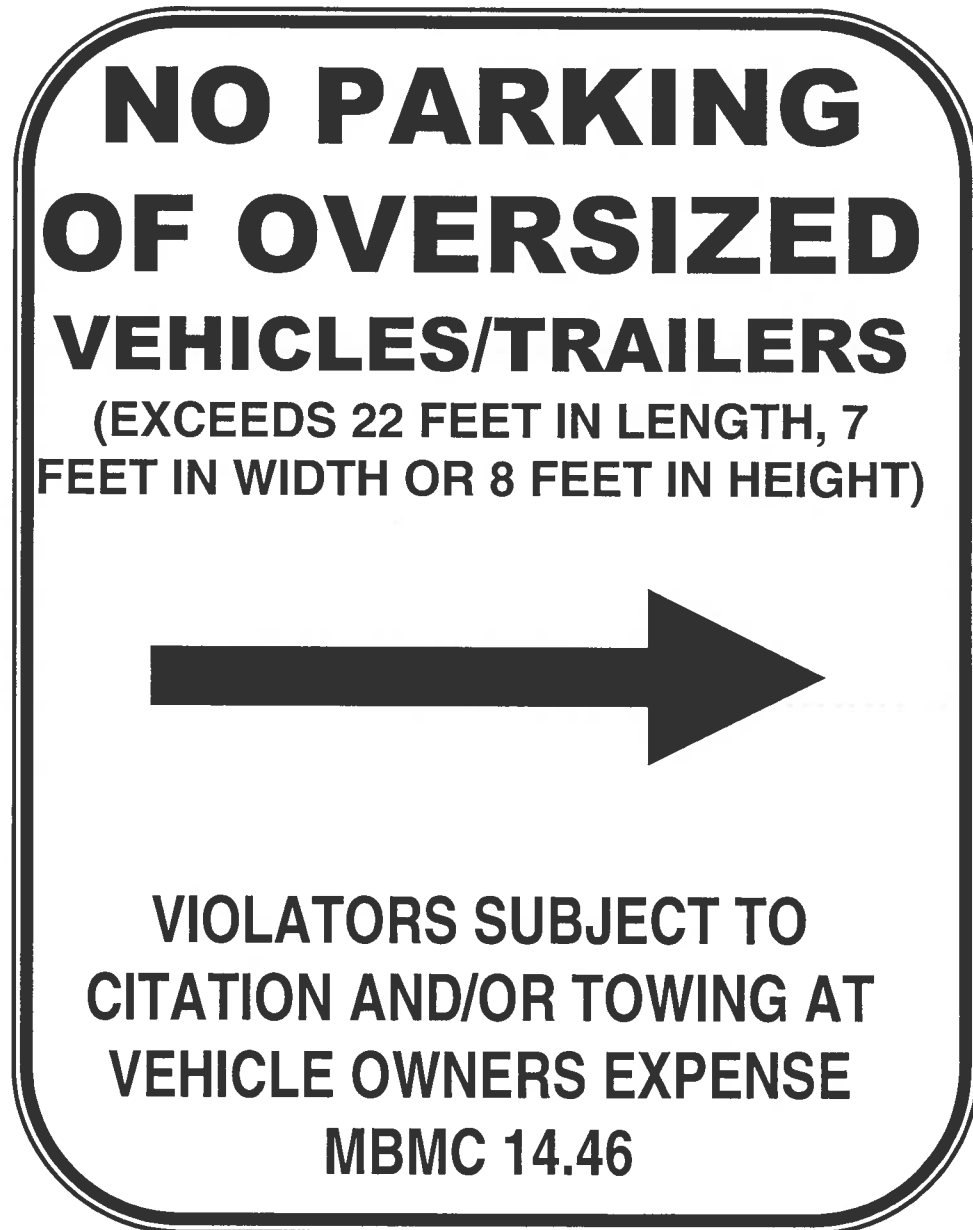 NO PARKING
OF OVERSIZED
VEHICLES/TRAILERS
(EXCEEDS 22 FEET IN LENGTH, 7
FEET IN WIDTH OR 8 FEET IN HEIGHT)
VIOLATORS SUBJECT TO
CITATION AND/OR TOWING AT
VEHICLE OWNERS EXPENSE
MBMC 14.46